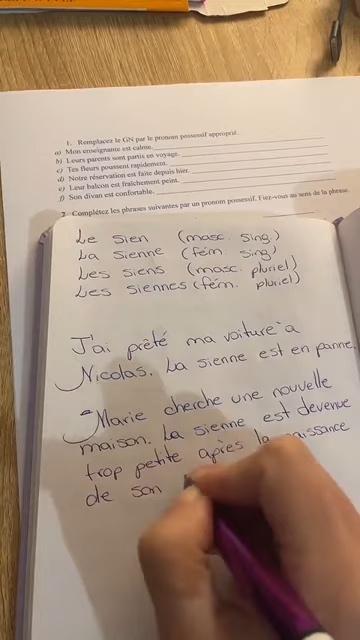 1. Remplacez le GN par le pronom possessif approprié.
a) Mon enseignante est calme.
b) Leurs parents sont partis en voyage.
c) Tes fleurs poussent rapidement.
d) Notre réservation est faite depuis hier.
e) Leur balcon est fraîchement peint.
f) Son divan est confortable.
2. Complétez les phrases suivantes par un pronom possessif. Fiez-vous au sens de la phrase.
Le sien (masc. sing.)
La sienne (fém. sing.)
Les siens (masc. pluriel)
Les siennes (fém. pluriel)
J'ai prêté ma voiture à
Nicolas. La sienne est en panne.
Marie cherche une nouvelle
maison. La sienne est devenue
trop petite après la naissance
de son